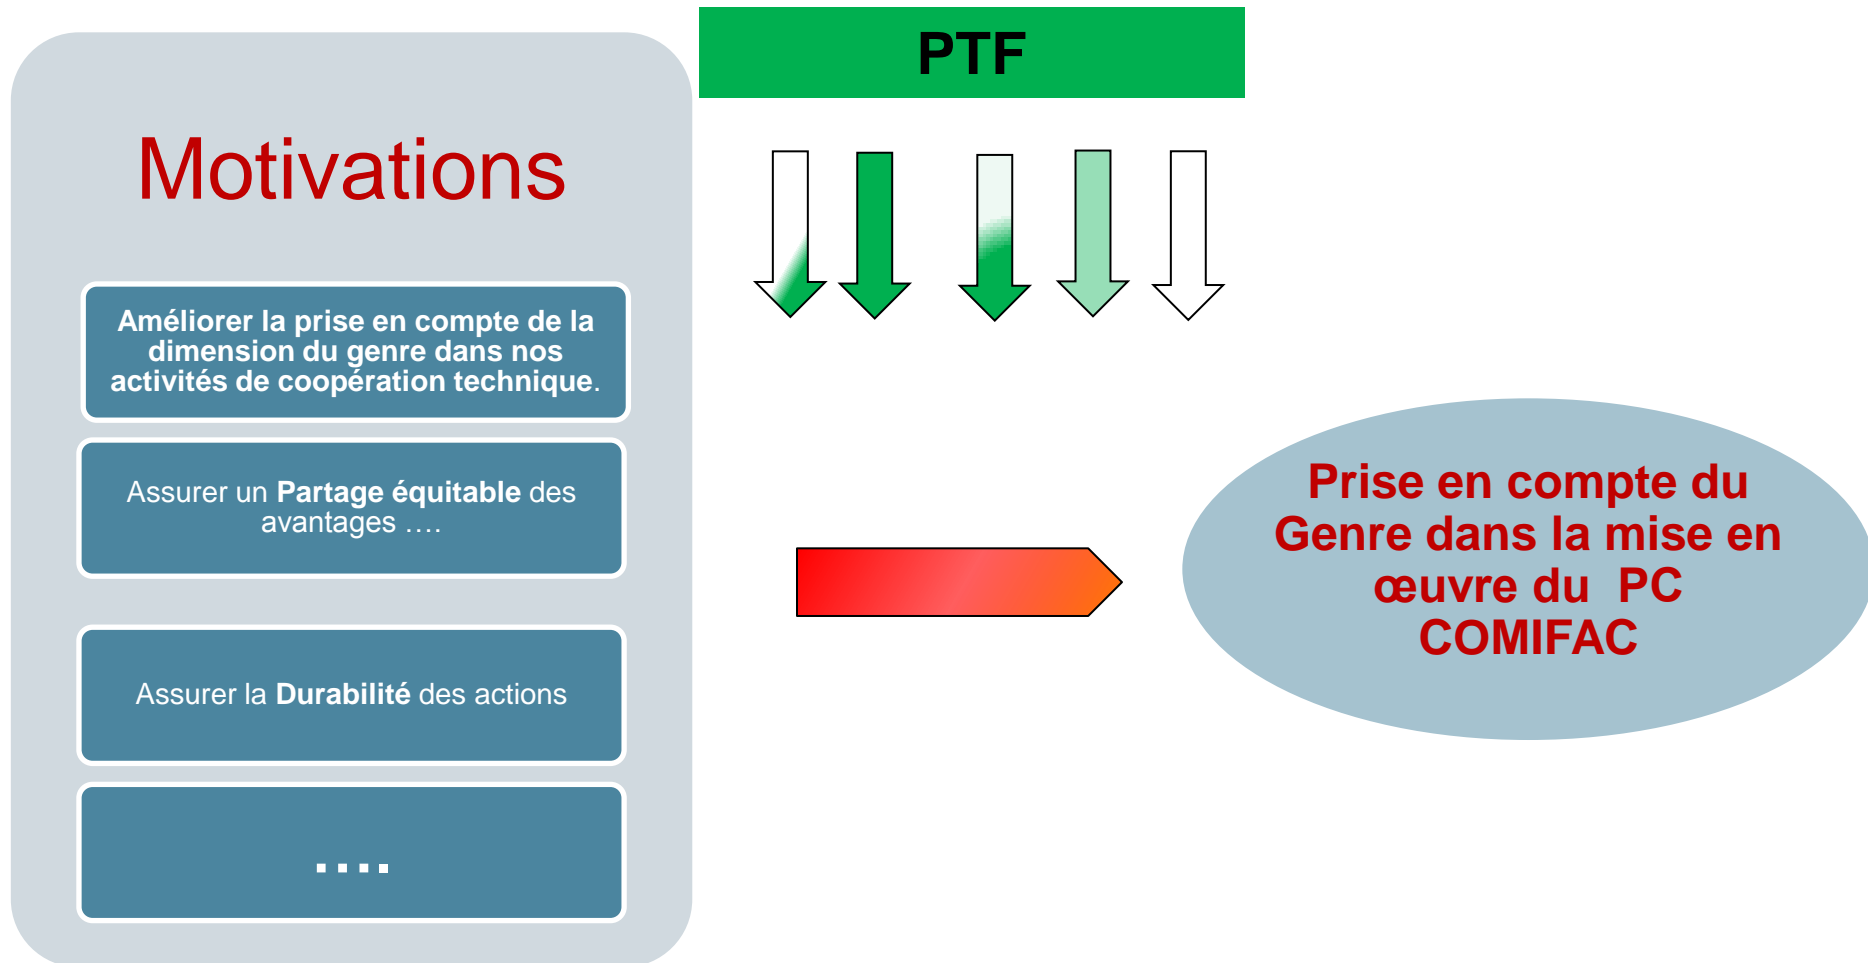 PTF
Motivations
Améliorer la prise en compte de la
dimension du genre dans nos
activités de coopération technique.
Assurer un Partage équitable des
avantages ….
Assurer la Durabilité des actions
….
Prise en compte du
Genre dans la mise en
œuvre du  PC
COMIFAC